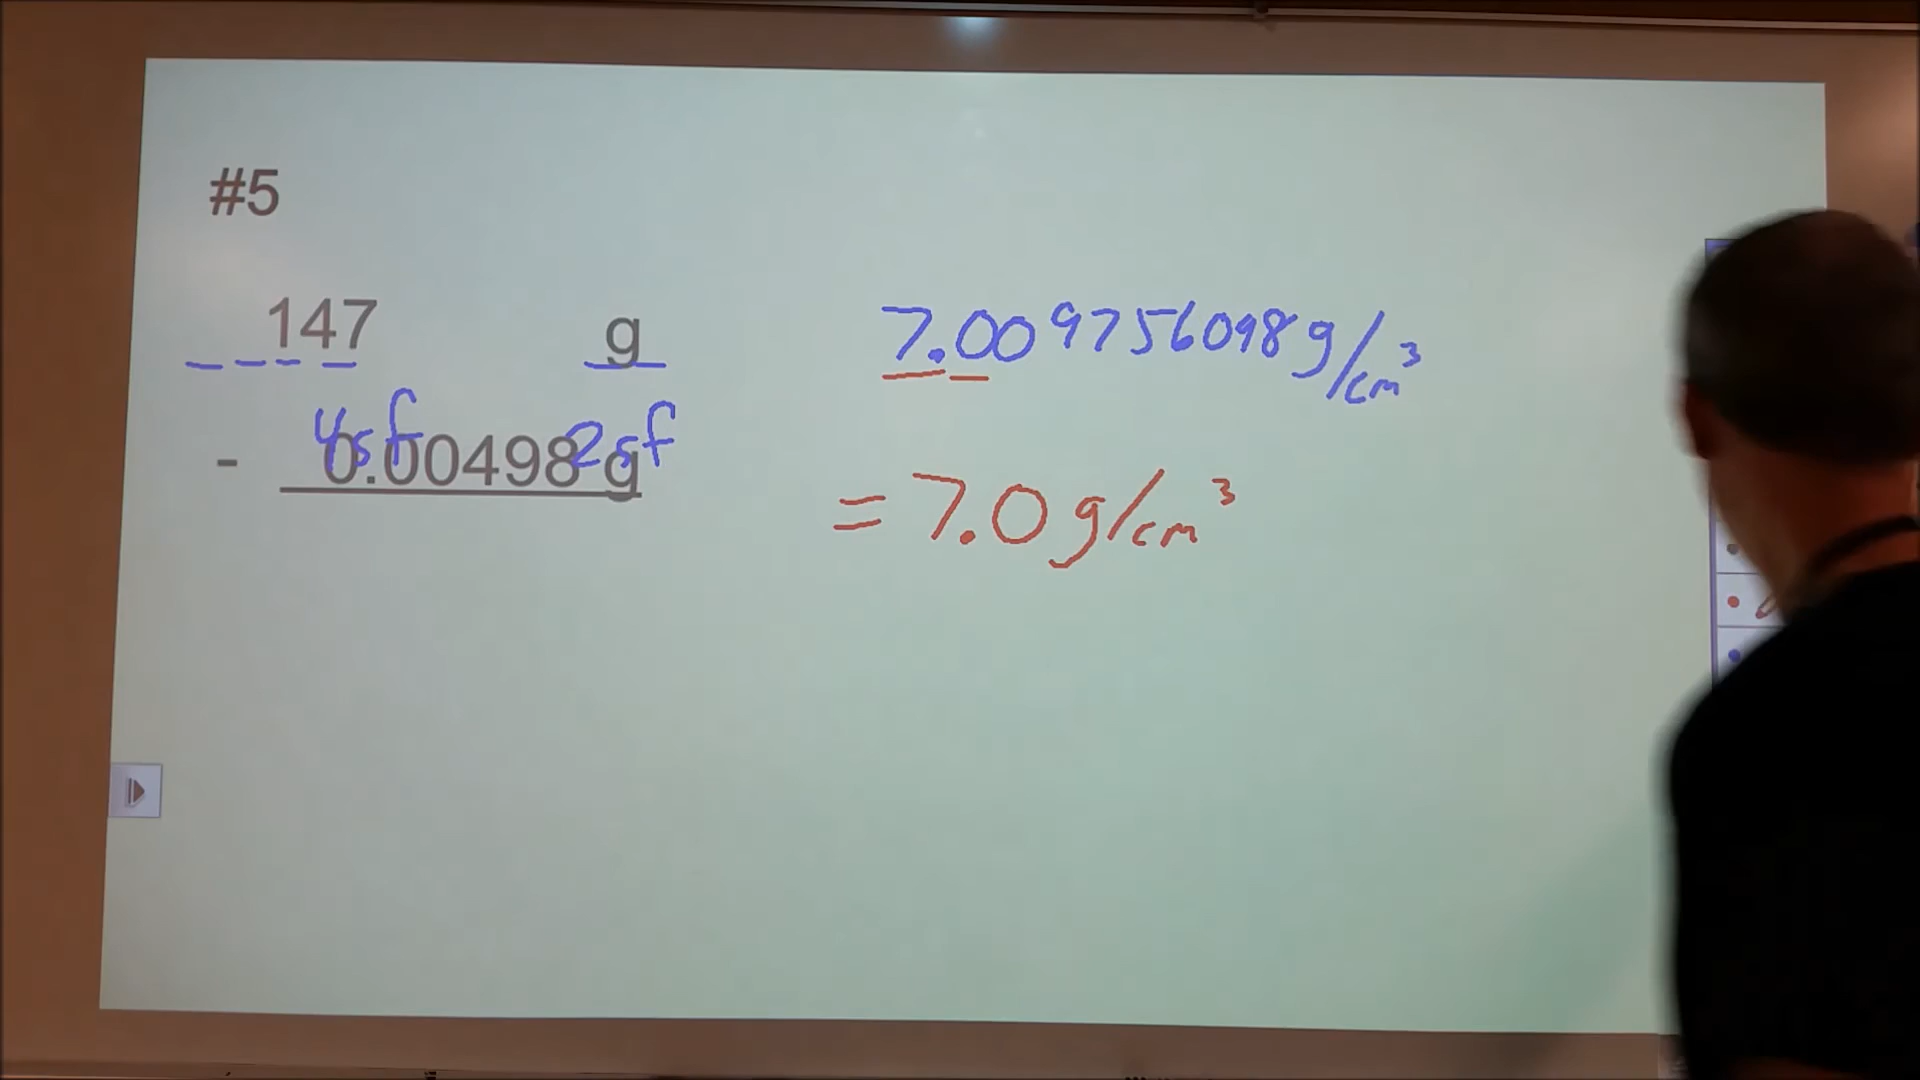 #5
147 g
4sf 2sf
- 0.00498 g
7.009756098 g/cm³
= 7.0 g/cm³